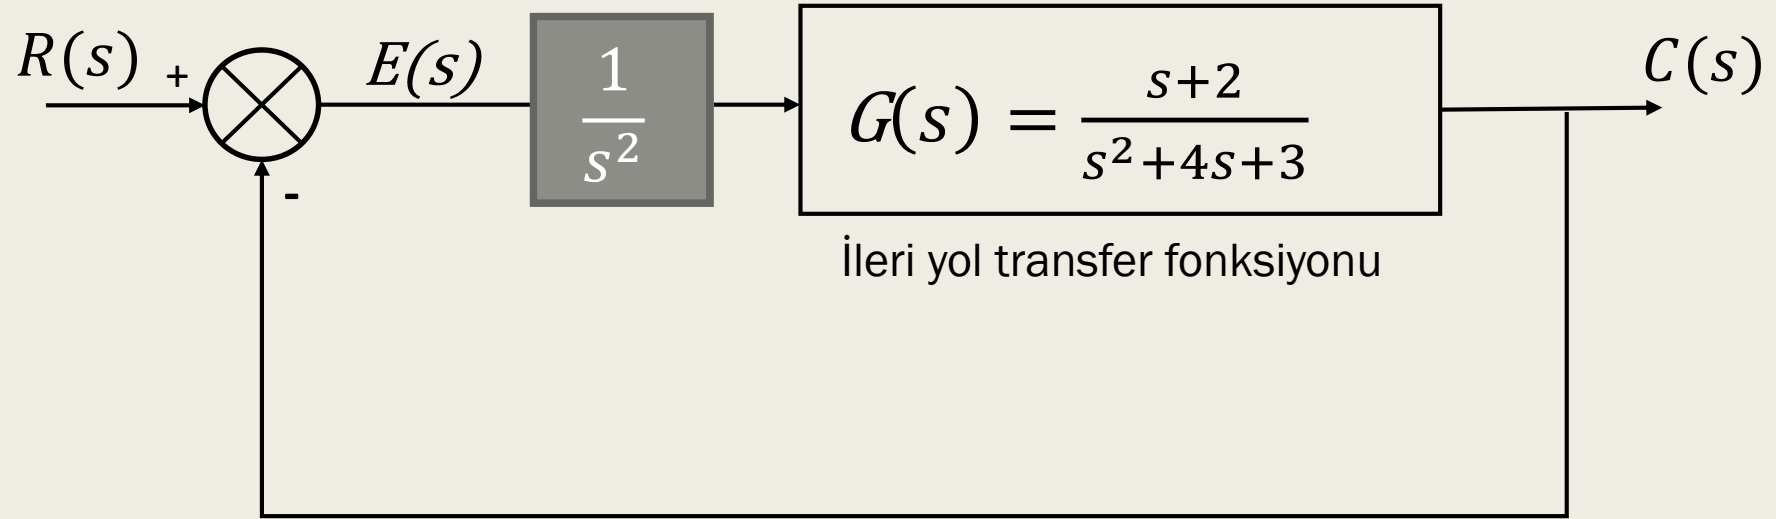 R(s) + E(s) 1/s² G(s) = (s+2)/(s²+4s+3) C(s)
-
İleri yol transfer fonksiyonu